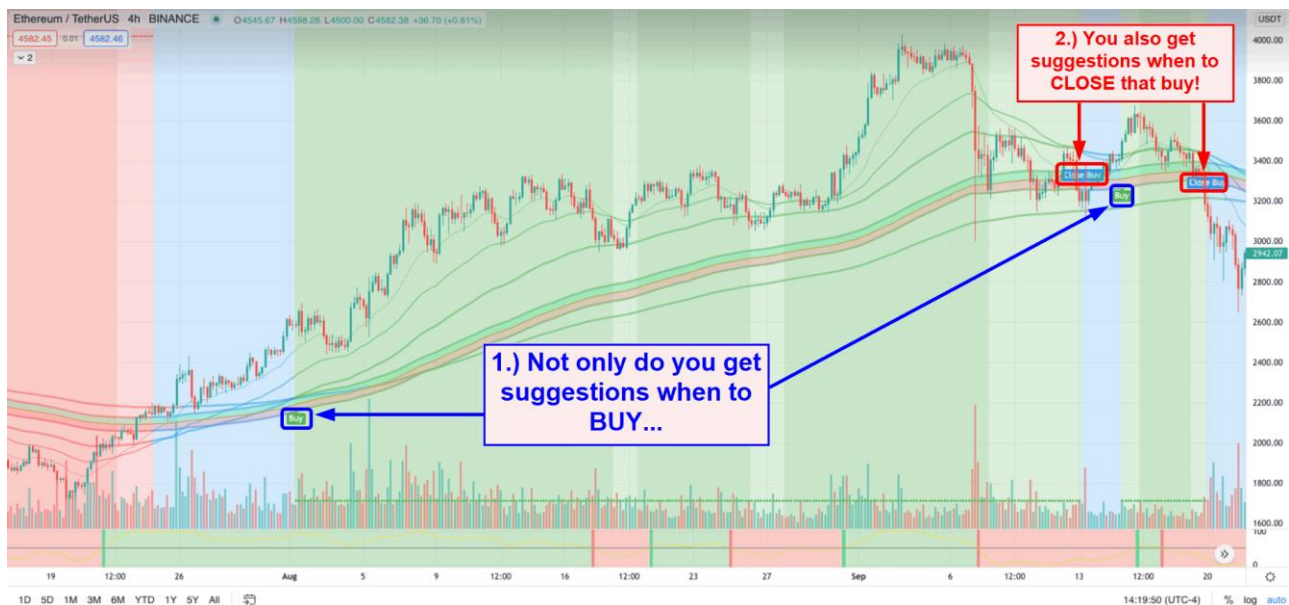 Ethereum / TetherUS 4h BINANCE O4545.67 H4598.26 L4500.00 C4582.38 +36.70 (+0.81%)
USDT
4582.45 0.01 4582.46
2
2.) You also get
suggestions when to
CLOSE that buy!
4000.00
3800.00
3600.00
3400.00
3200.00
3000.00
2942.07
2800.00
2600.00
2400.00
2200.00
2000.00
1800.00
1600.00
Close Buy
Close Bu
Buy
1.) Not only do you get
suggestions when to
BUY...
Buy
100
0
19 12:00 26 Aug 5 9 12:00 16 12:00 23 27 Sep 6 12:00 13 12:00 20
1D 5D 1M 3M 6M YTD 1Y 5Y All 14:19:50 (UTC-4) % log auto